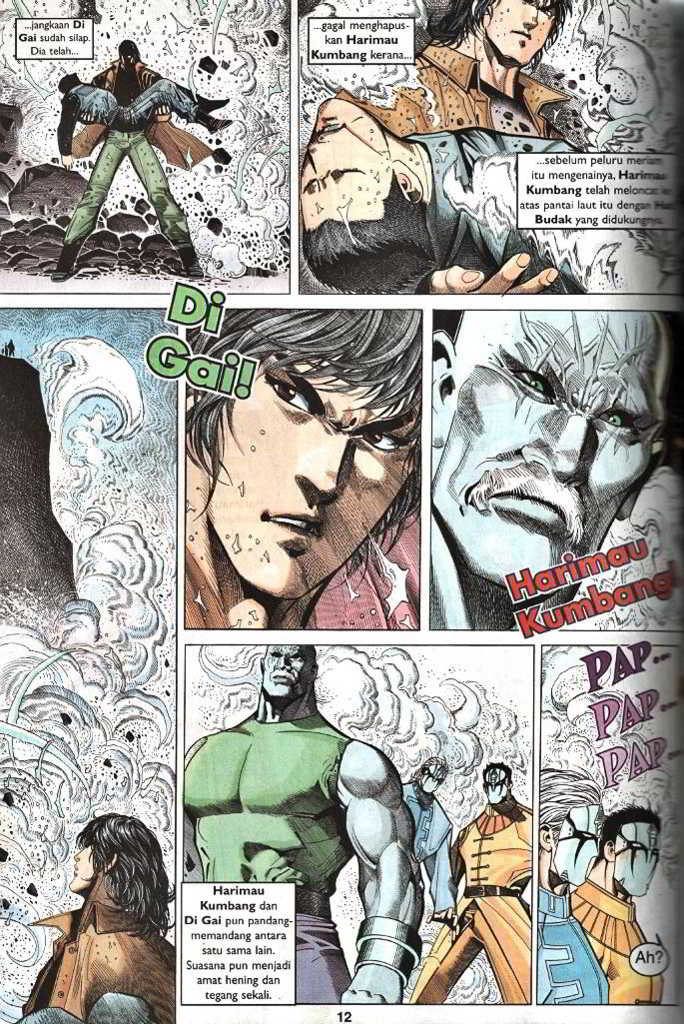 ...jangkaan Di
Gai sudah silap.
Dia telah...
...gagal menghapus-
kan Harimau
Kumbang kerana...
...sebelum peluru meriam
itu mengenainya, Harimau
Kumbang telah meloncat ke
atas pantai laut itu dengan
Budak yang didukungnya.
Di
Gai!
Harimau
Kumbang!
PAP...
PAP...
PAP...
Harimau
Kumbang dan
Di Gai pun pandang-
memandang antara
satu sama lain.
Suasana pun menjadi
amat hening dan
tegang sekali.
Ah?
12